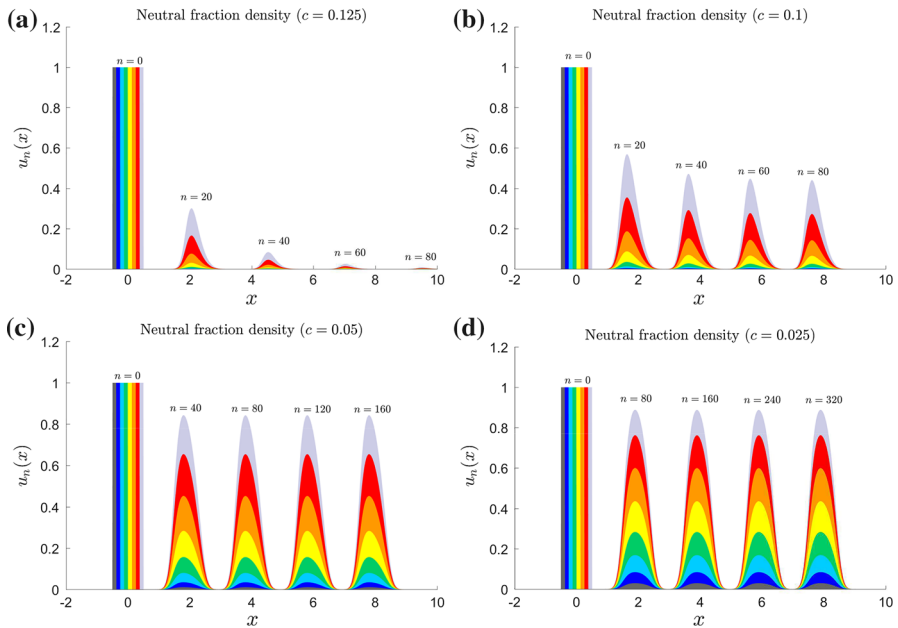 (a) Neutral fraction density (c = 0.125)
1.2
1
0.8
0.6
0.4
0.2
0
u_n(x)
n = 0
n = 20
n = 40
n = 60
n = 80
-2 0 2 4 6 8 10
x
(b) Neutral fraction density (c = 0.1)
1.2
1
0.8
0.6
0.4
0.2
0
u_n(x)
n = 0
n = 20
n = 40
n = 60
n = 80
-2 0 2 4 6 8 10
x
(c) Neutral fraction density (c = 0.05)
1.2
1
0.8
0.6
0.4
0.2
0
u_n(x)
n = 0
n = 40
n = 80
n = 120
n = 160
-2 0 2 4 6 8 10
x
(d) Neutral fraction density (c = 0.025)
1.2
1
0.8
0.6
0.4
0.2
0
u_n(x)
n = 0
n = 80
n = 160
n = 240
n = 320
-2 0 2 4 6 8 10
x